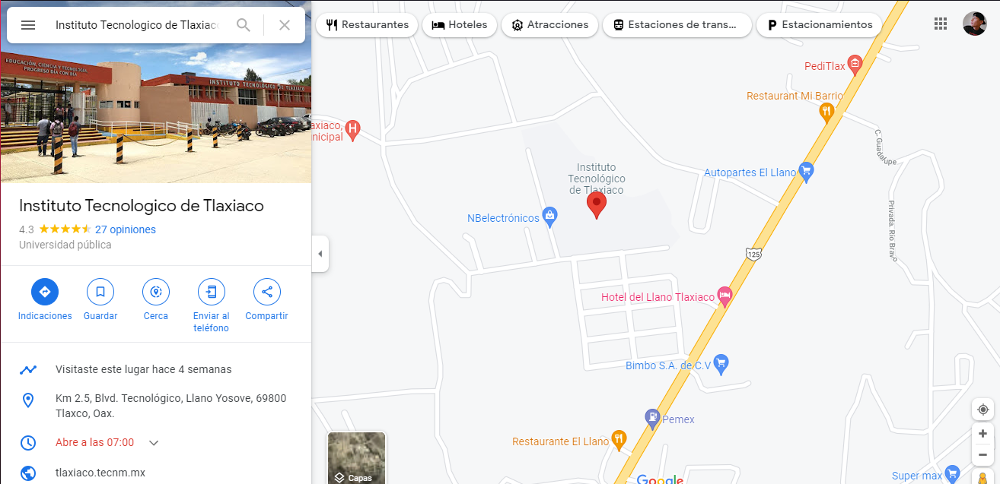 Instituto Tecnologico de Tlaxiaco
Restaurantes
Hoteles
Atracciones
Estaciones de trans...
Estacionamientos
EDUCACIÓN, CIENCIA Y TECNOLOGÍA,
PROGRESO DÍA CON DÍA
INSTITUTO TECNOLÓGICO DE TLAXIACO
Instituto Tecnologico de Tlaxiaco
4.3
27 opiniones
Universidad pública
Indicaciones
Guardar
Cerca
Enviar al
teléfono
Compartir
Visitaste este lugar hace 4 semanas
Km 2.5, Blvd. Tecnológico, Llano Yosove, 69800
Tlaxco, Oax.
Abre a las 07:00
tlaxiaco.tecnm.mx
PediTlax
Restaurant Mi Barrio
axiaco,
nicipal
H
C. Guadalupe
Instituto
Tecnológico
de Tlaxiaco
Autopartes El Llano
NBelectrónicos
Privada. Rio Bravo
125
Hotel del Llano Tlaxiaco
Bimbo S.A. de C.V
Pemex
Restaurante El Llano
Capas
Google
Super max